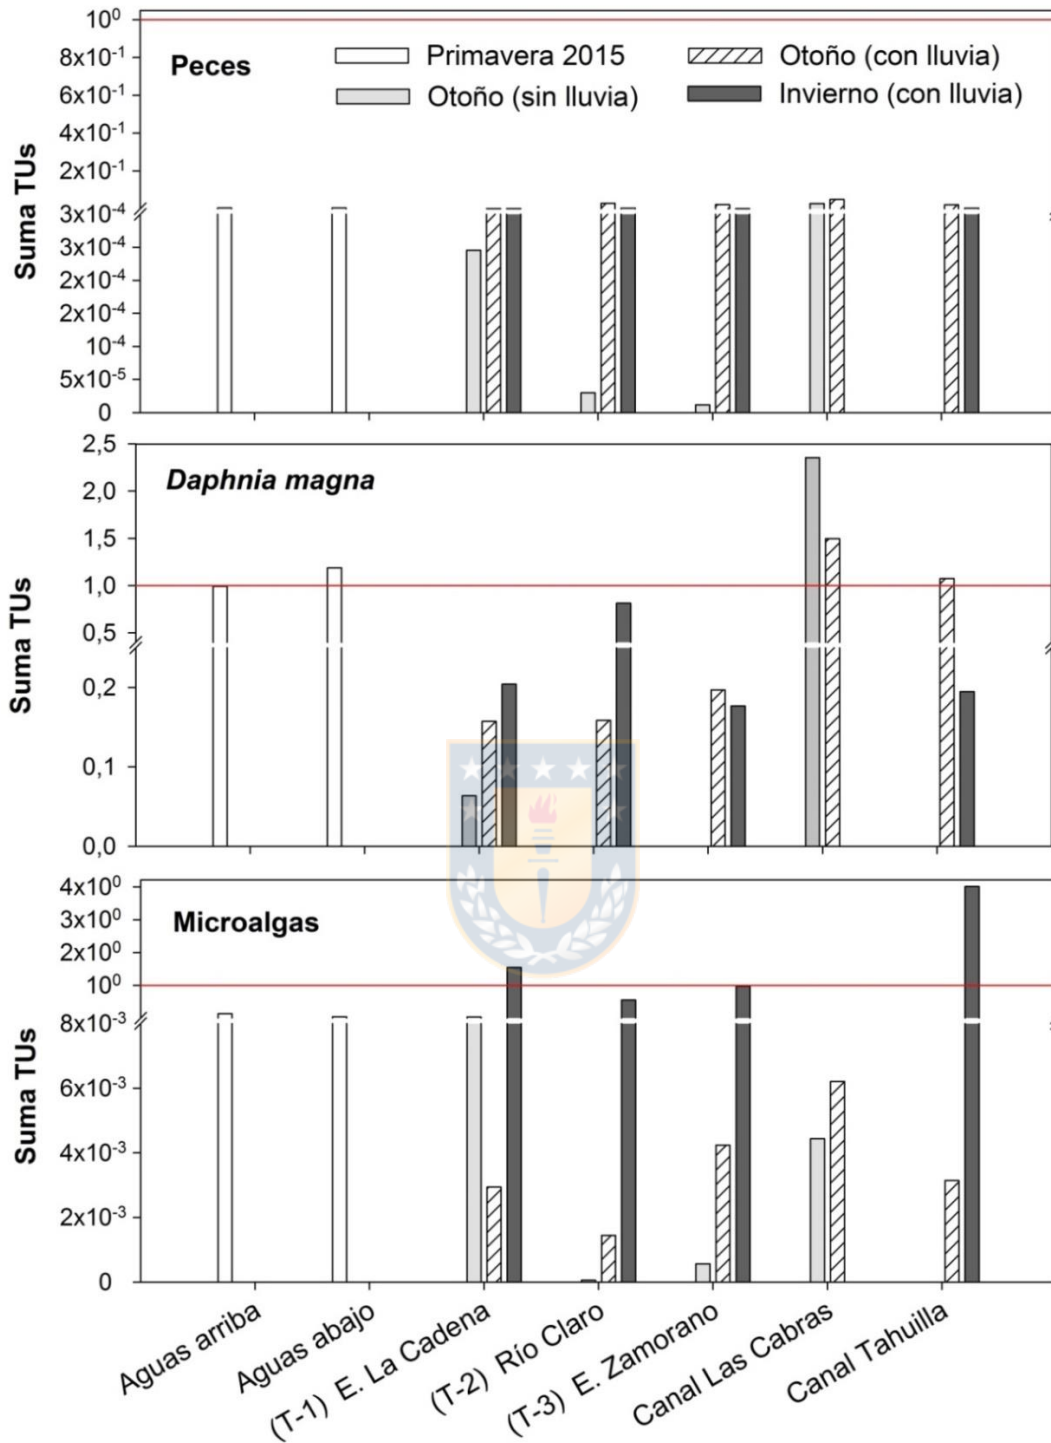 10⁰
8x10⁻¹
6x10⁻¹
4x10⁻¹
2x10⁻¹
3x10⁻⁴
3x10⁻⁴
2x10⁻⁴
2x10⁻⁴
10⁻⁴
5x10⁻⁵
0
Suma TUs
Peces
Primavera 2015
Otoño (sin lluvia)
Otoño (con lluvia)
Invierno (con lluvia)
2,5
2,0
1,5
1,0
0,5
0,2
0,1
0,0
Suma TUs
Daphnia magna
4x10⁰
3x10⁰
2x10⁰
10⁰
8x10⁻³
6x10⁻³
4x10⁻³
2x10⁻³
0
Suma TUs
Microalgas
Aguas arriba
Aguas abajo
(T-1) E. La Cadena
(T-2) Río Claro
(T-3) E. Zamorano
Canal Las Cabras
Canal Tahuilla